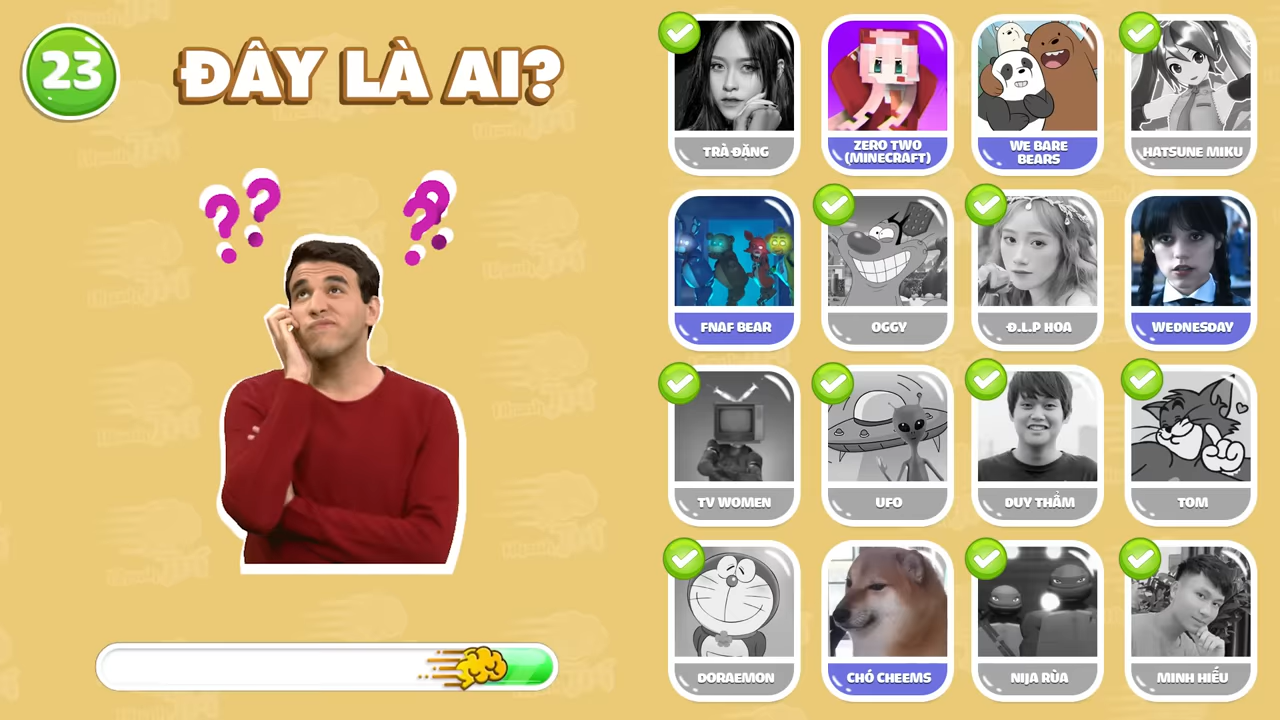 23
ĐÂY LÀ AI?
TRÀ ĐẶNG
ZERO TWO
(MINECRAFT)
WE BARE
BEARS
HATSUNE MIKU
FNAF BEAR
OGGY
Đ.L.P HOA
WEDNESDAY
TV WOMEN
UFO
DUY THẨM
TOM
DORAEMON
CHÓ CHEEMS
NIJA RÙA
MINH HIẾU